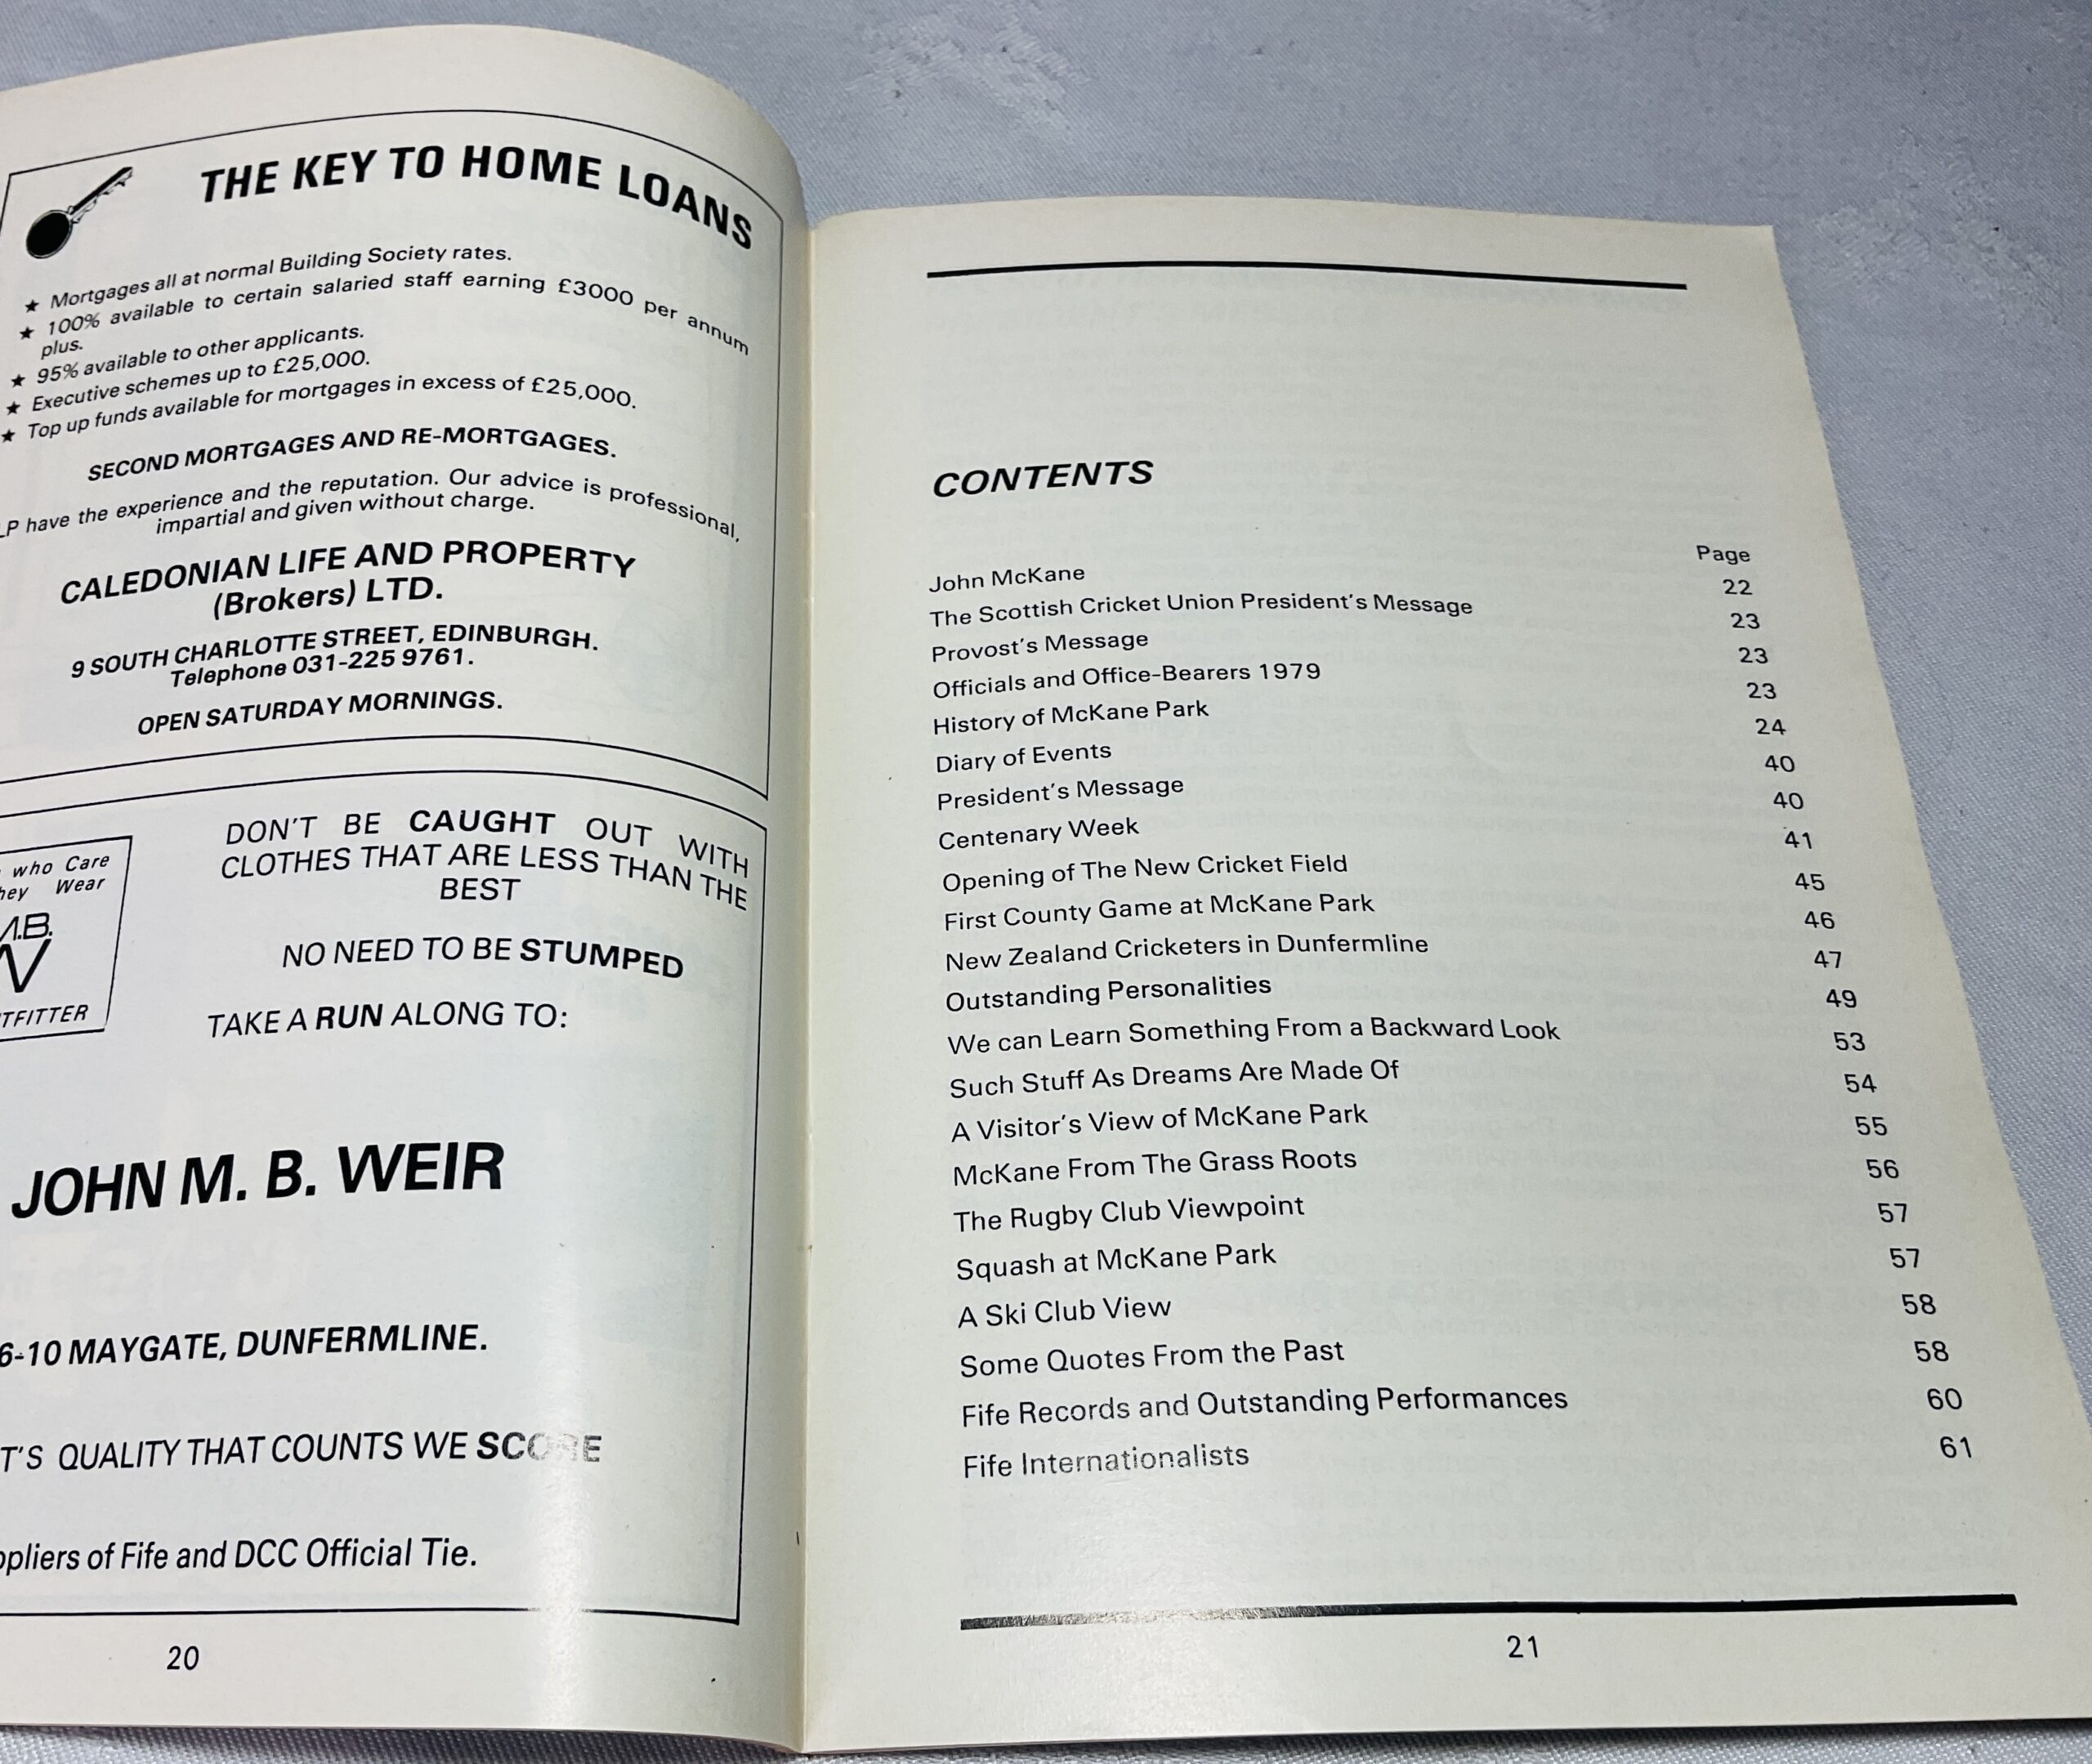 THE KEY TO HOME LOANS
★ Mortgages all at normal Building Society rates.
★ 100% available to certain salaried staff earning £3000 per annum
plus.
★ 95% available to other applicants.
★ Executive schemes up to £25,000.
★ Top up funds available for mortgages in excess of £25,000.
SECOND MORTGAGES AND RE-MORTGAGES.
LP have the experience and the reputation. Our advice is professional,
impartial and given without charge.
CALEDONIAN LIFE AND PROPERTY
(Brokers) LTD.
9 SOUTH CHARLOTTE STREET, EDINBURGH.
Telephone 031-225 9761.
OPEN SATURDAY MORNINGS.
who Care
hey Wear
M.B.
W
TFITTER
DON'T BE CAUGHT OUT WITH
CLOTHES THAT ARE LESS THAN THE
BEST
NO NEED TO BE STUMPED
TAKE A RUN ALONG TO:
JOHN M. B. WEIR
6-10 MAYGATE, DUNFERMLINE.
T'S QUALITY THAT COUNTS WE SCORE
ppliers of Fife and DCC Official Tie.
20
CONTENTS
Page
John McKane 22
The Scottish Cricket Union President's Message 23
Provost's Message 23
Officials and Office-Bearers 1979 23
History of McKane Park 24
Diary of Events 40
President's Message 40
Centenary Week 41
Opening of The New Cricket Field 45
First County Game at McKane Park 46
New Zealand Cricketers in Dunfermline 47
Outstanding Personalities 49
We can Learn Something From a Backward Look 53
Such Stuff As Dreams Are Made Of 54
A Visitor's View of McKane Park 55
McKane From The Grass Roots 56
The Rugby Club Viewpoint 57
Squash at McKane Park 57
A Ski Club View 58
Some Quotes From the Past 58
Fife Records and Outstanding Performances 60
Fife Internationalists 61
21